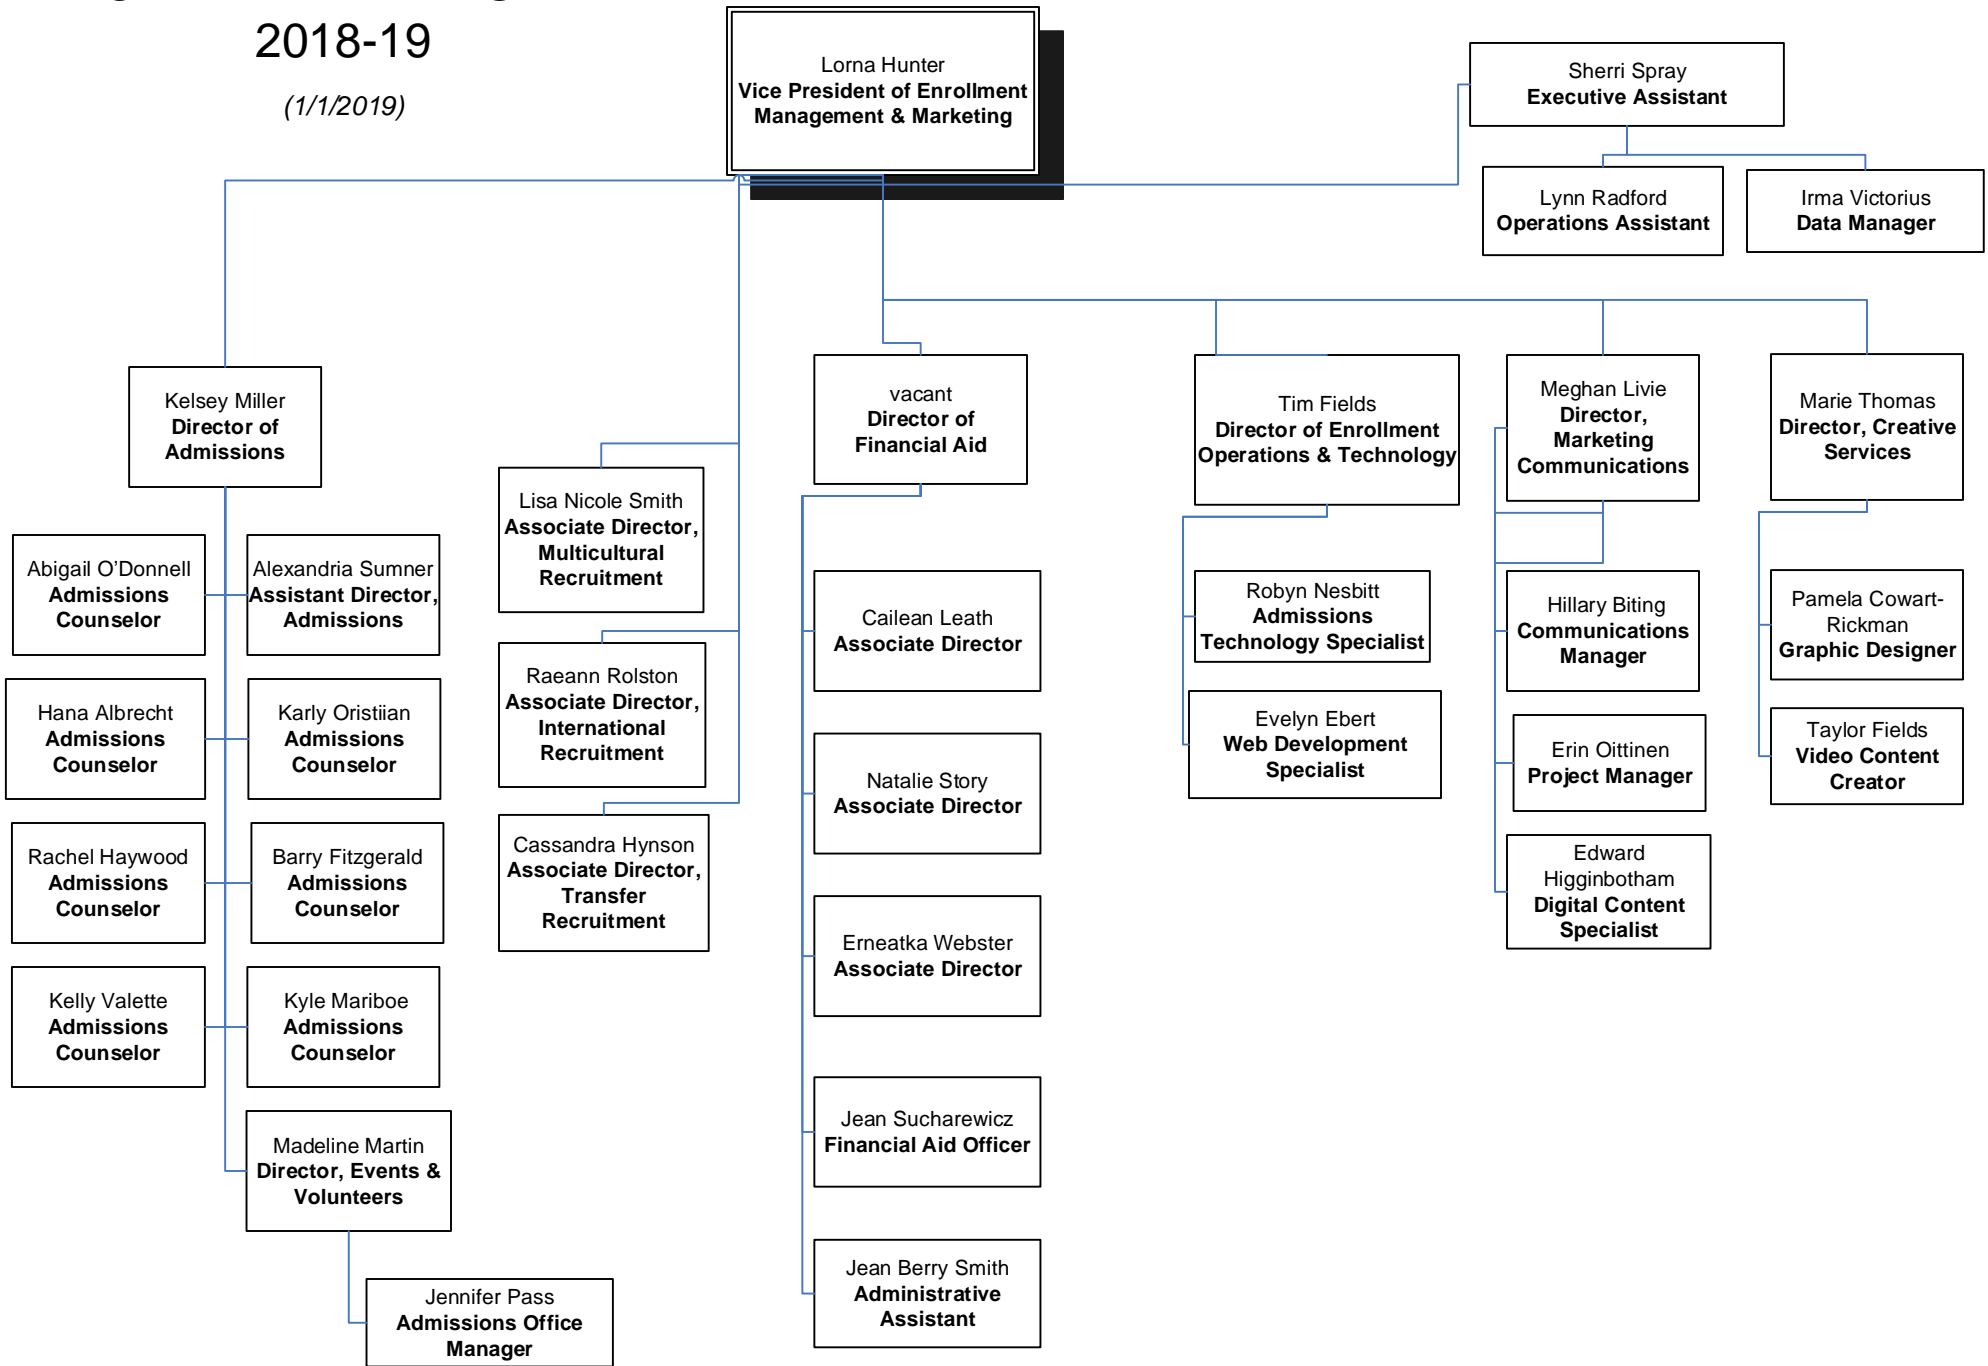 2018-19
(1/1/2019)
Lorna Hunter
Vice President of Enrollment
Management & Marketing
Sherri Spray
Executive Assistant
Lynn Radford
Operations Assistant
Irma Victorius
Data Manager
Kelsey Miller
Director of
Admissions
Abigail O’Donnell
Admissions
Counselor
Alexandria Sumner
Assistant Director,
Admissions
Hana Albrecht
Admissions
Counselor
Karly Oristiian
Admissions
Counselor
Rachel Haywood
Admissions
Counselor
Barry Fitzgerald
Admissions
Counselor
Kelly Valette
Admissions
Counselor
Kyle Mariboe
Admissions
Counselor
Madeline Martin
Director, Events &
Volunteers
Jennifer Pass
Admissions Office
Manager
Lisa Nicole Smith
Associate Director,
Multicultural
Recruitment
Raeann Rolston
Associate Director,
International
Recruitment
Cassandra Hynson
Associate Director,
Transfer
Recruitment
vacant
Director of
Financial Aid
Cailean Leath
Associate Director
Natalie Story
Associate Director
Erneatka Webster
Associate Director
Jean Sucharewicz
Financial Aid Officer
Jean Berry Smith
Administrative
Assistant
Tim Fields
Director of Enrollment
Operations & Technology
Robyn Nesbitt
Admissions
Technology Specialist
Evelyn Ebert
Web Development
Specialist
Meghan Livie
Director,
Marketing
Communications
Hillary Biting
Communications
Manager
Erin Oittinen
Project Manager
Edward
Higginbotham
Digital Content
Specialist
Marie Thomas
Director, Creative
Services
Pamela Cowart-
Rickman
Graphic Designer
Taylor Fields
Video Content
Creator